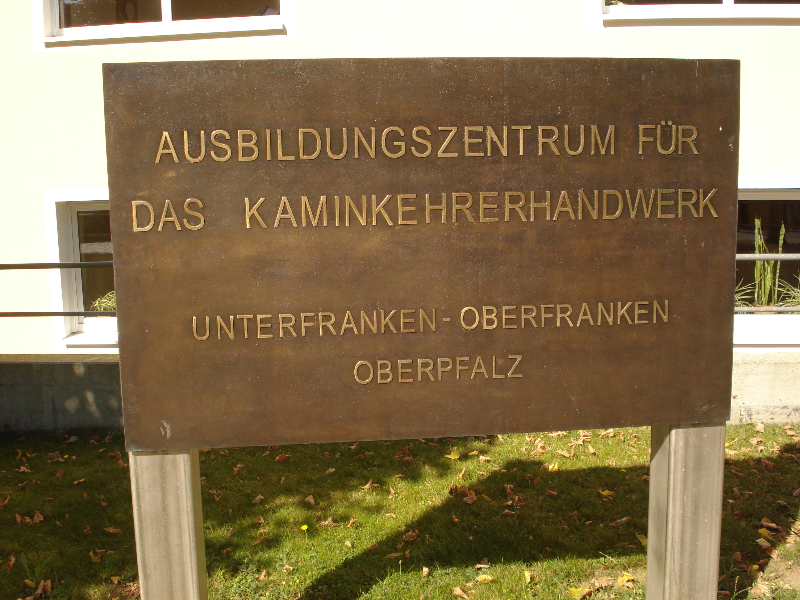 AUSBILDUNGSZENTRUM FÜR
DAS KAMINKEHRERHANDWERK
UNTERFRANKEN-OBERFRANKEN
OBERPFALZ